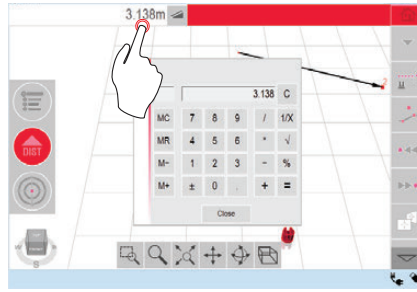 3.138m
3.138 C
MC 7 8 9 / 1/X
MR 4 5 6 * √
M- 1 2 3 - %
M+ ± 0 . + =
Close
DIST